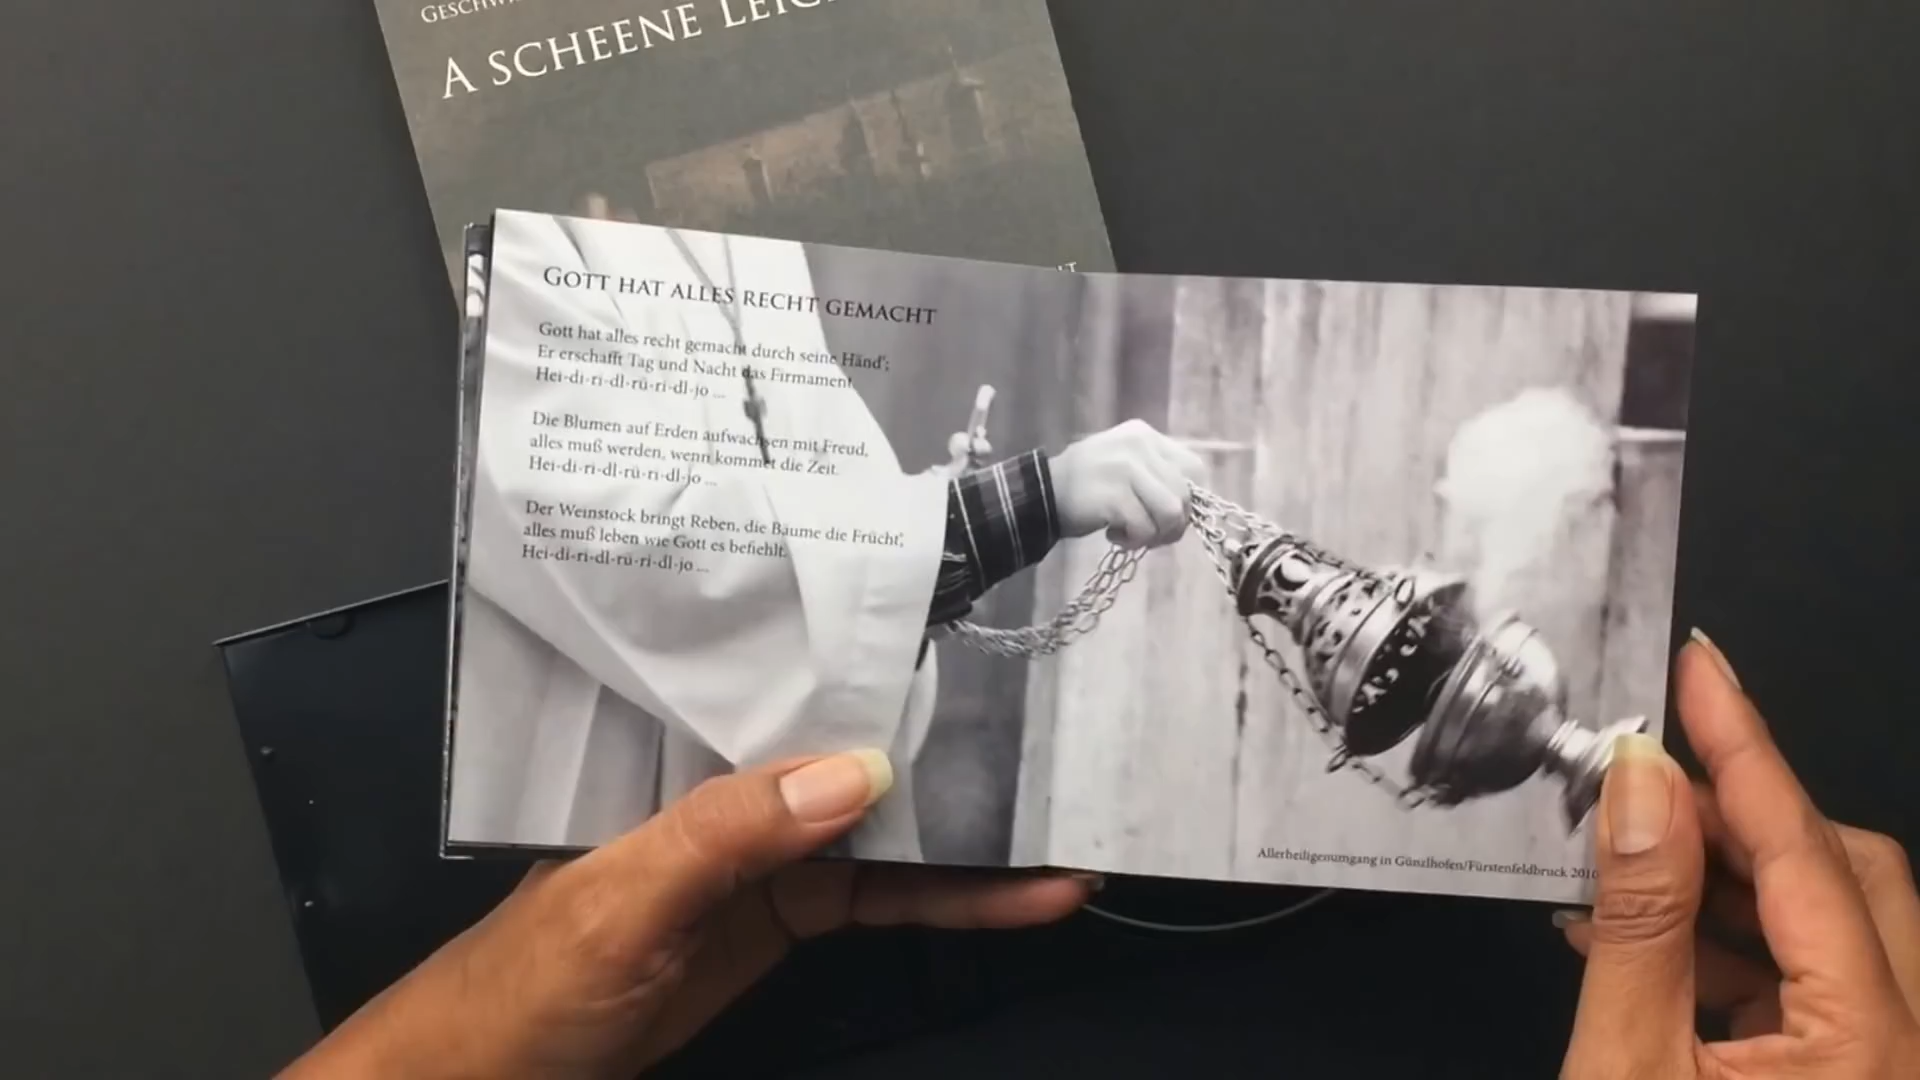 A SCHEENE
GOTT HAT ALLES RECHT GEMACHT
Gott hat alles recht gemacht durch seine Händ';
Er erschafft Tag und Nacht das Firmament
Hei-di-ri-dl-rü-ri-dl-jo ...
Die Blumen auf Erden aufwachsen mit Freud,
alles muß werden, wenn kommet die Zeit.
Hei-di-ri-dl-rü-ri-dl-jo ...
Der Weinstock bringt Reben, die Bäume die Frücht',
alles muß leben wie Gott es befiehlt.
Hei-di-ri-dl-rü-ri-dl-jo ...
Allerheiligenumgang in Günzlhofen/Fürstenfeldbruck 2010